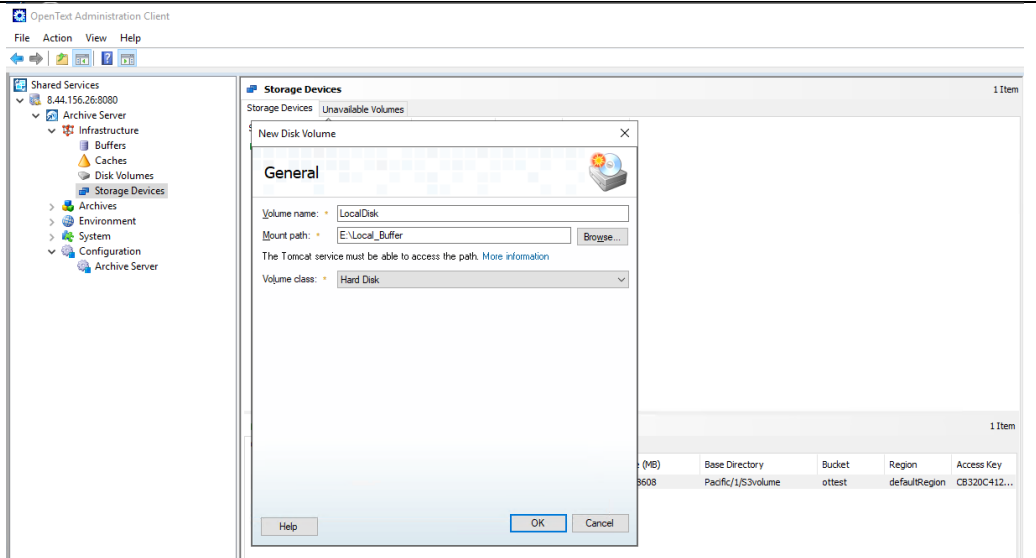 OpenText Administration Client
File Action View Help
Shared Services
8.44.156.26:8080
Archive Server
Infrastructure
Buffers
Caches
Disk Volumes
Storage Devices
Archives
Environment
System
Configuration
Archive Server
Storage Devices 1 Item
Storage Devices Unavailable Volumes
New Disk Volume
General
Volume name: * LocalDisk
Mount path: * E:\Local_Buffer Browse...
The Tomcat service must be able to access the path. More information
Volume class: * Hard Disk
Help OK Cancel
1 Item
(MB) Base Directory Bucket Region Access Key
8608 Pacific/1/S3volume ottest defaultRegion CB320C412...